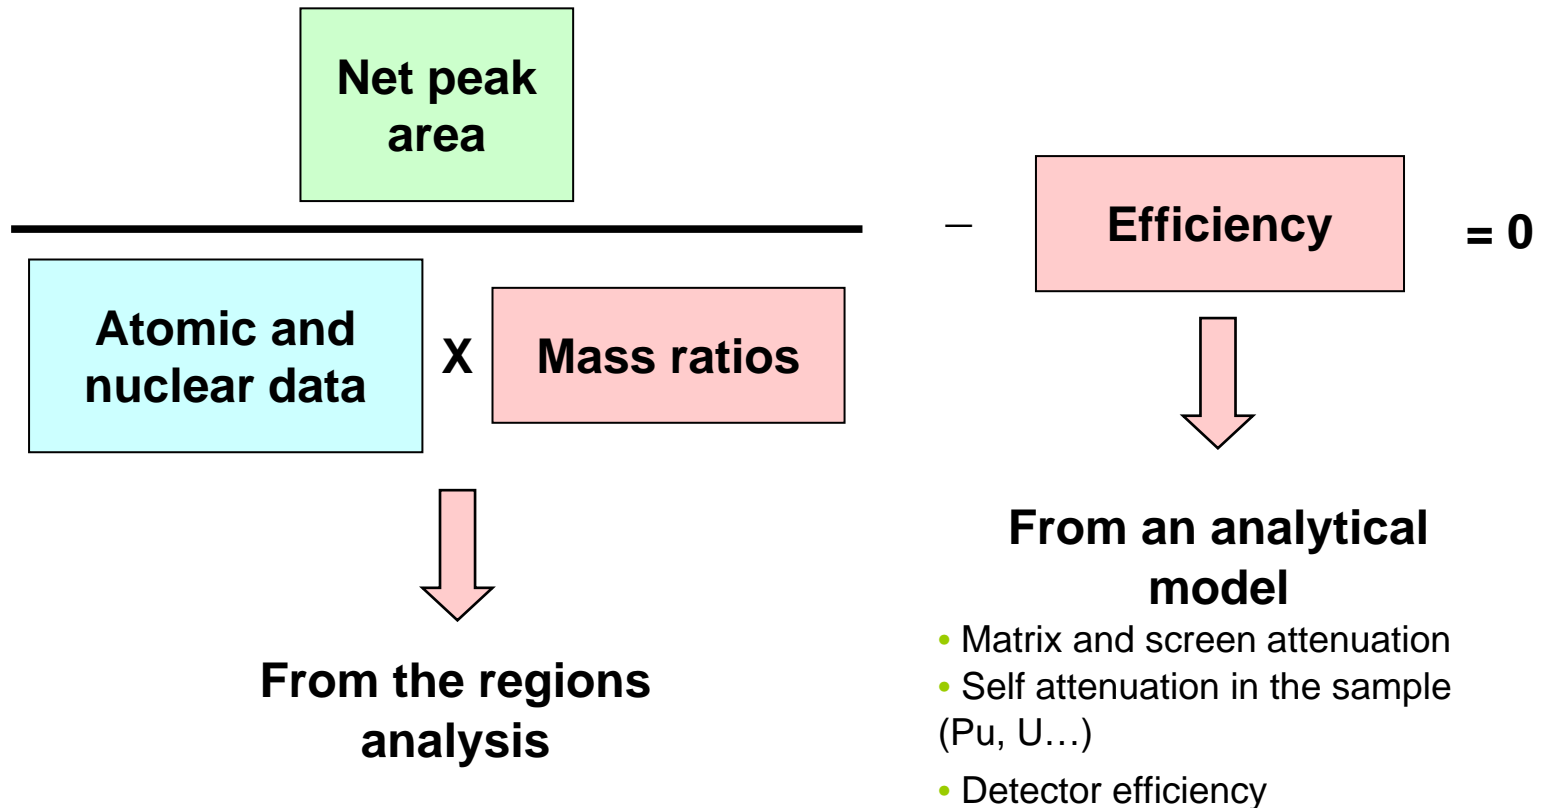 Net peak
area
– Efficiency = 0
Atomic and
nuclear data
X
Mass ratios
From the regions
analysis
From an analytical
model
• Matrix and screen attenuation
• Self attenuation in the sample
(Pu, U…)
• Detector efficiency